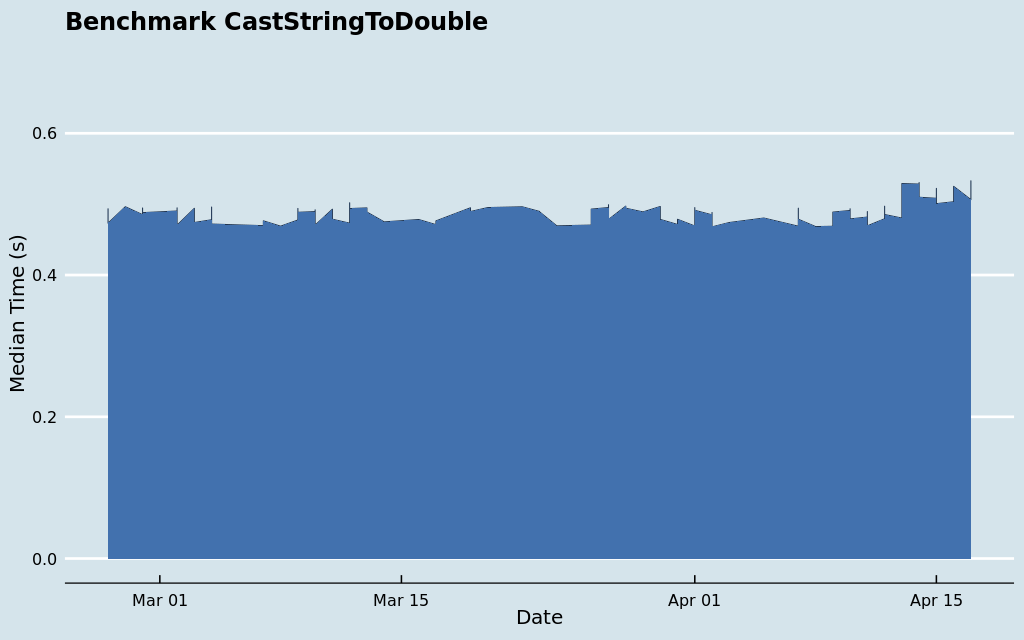 Benchmark CastStringToDouble
0.6
0.4
0.2
0.0
Median Time (s)
Mar 01 Mar 15 Apr 01 Apr 15
Date